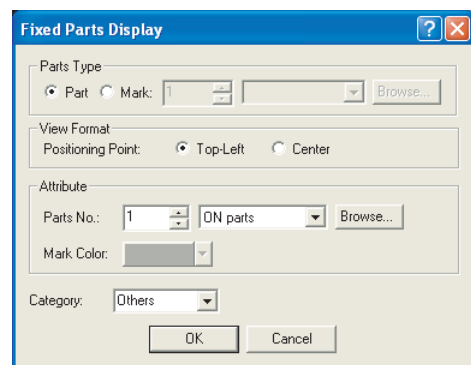 Fixed Parts Display
Parts Type
Part Mark: 1 Browse...
View Format
Positioning Point: Top-Left Center
Attribute
Parts No.: 1 ON parts Browse...
Mark Color:
Category: Others
OK Cancel